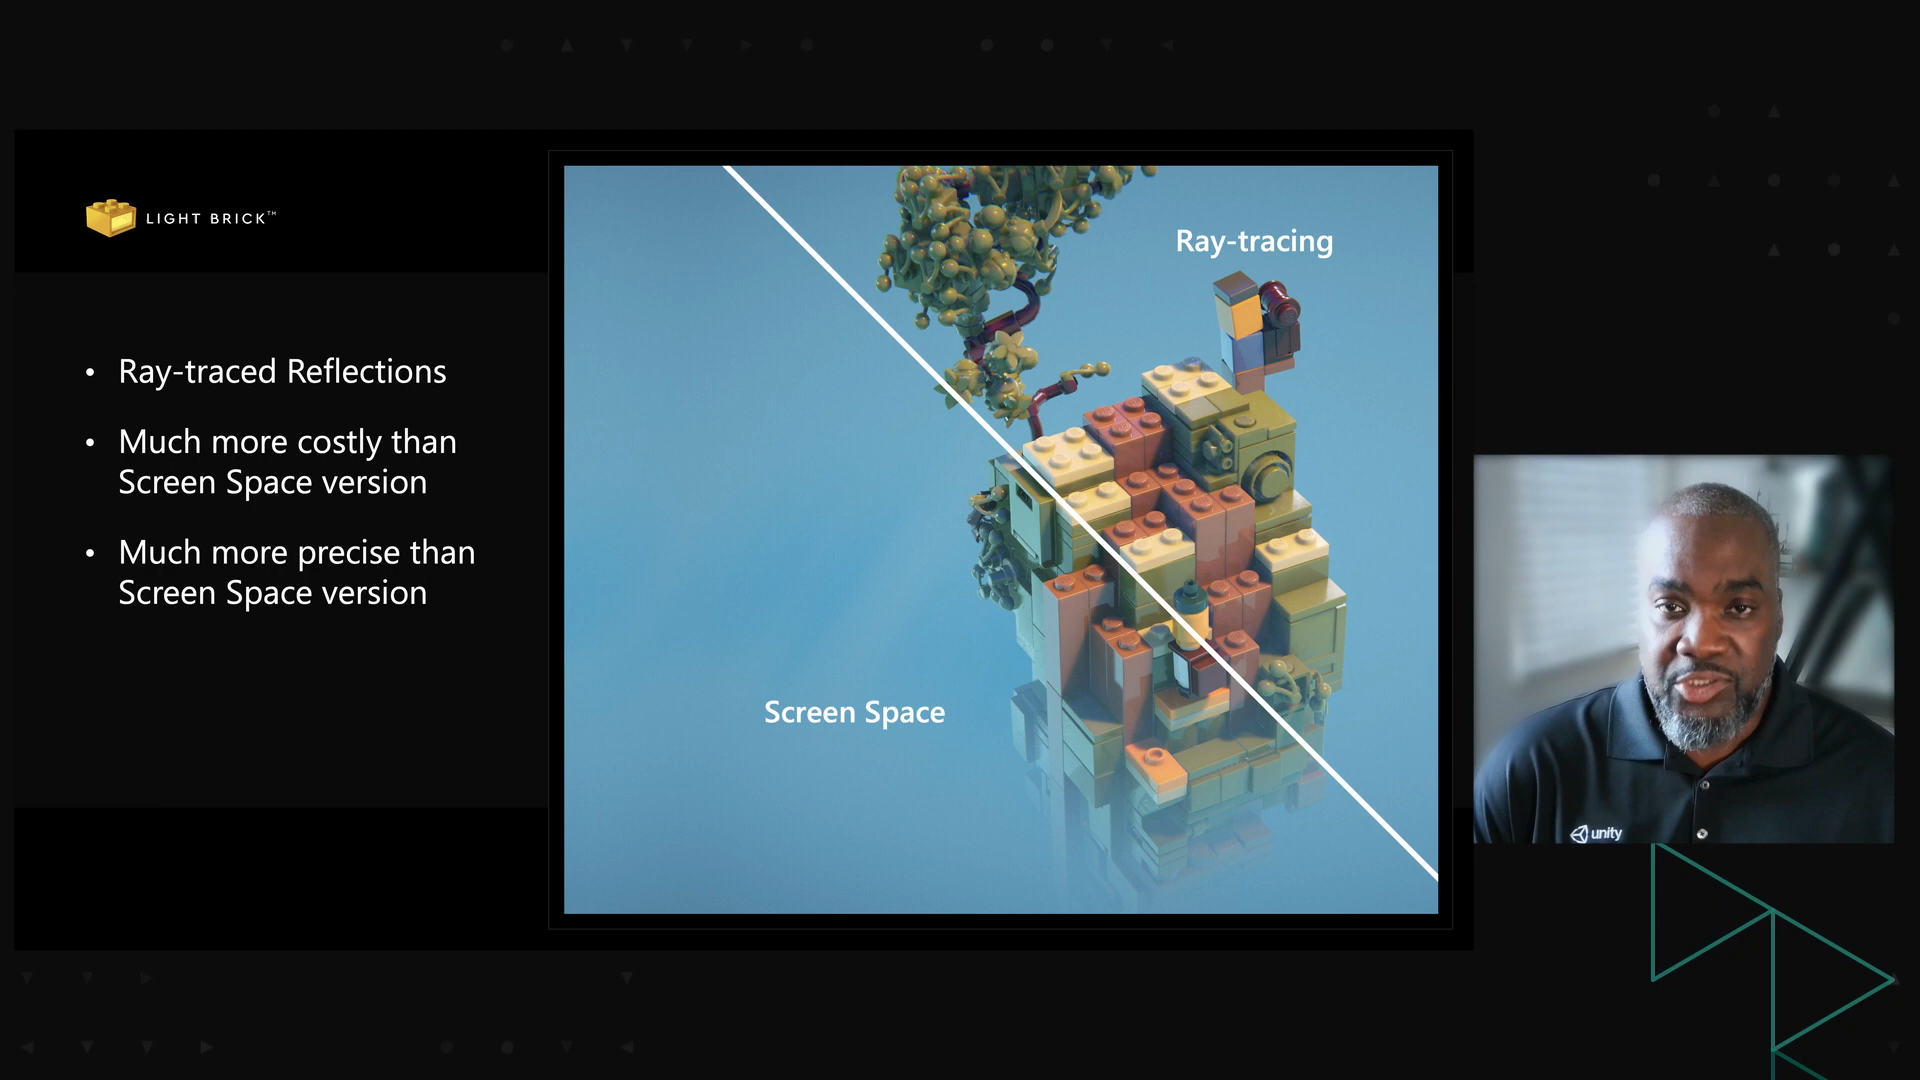 LIGHT BRICK™
• Ray-traced Reflections
• Much more costly than
Screen Space version
• Much more precise than
Screen Space version
Ray-tracing
Screen Space
unity